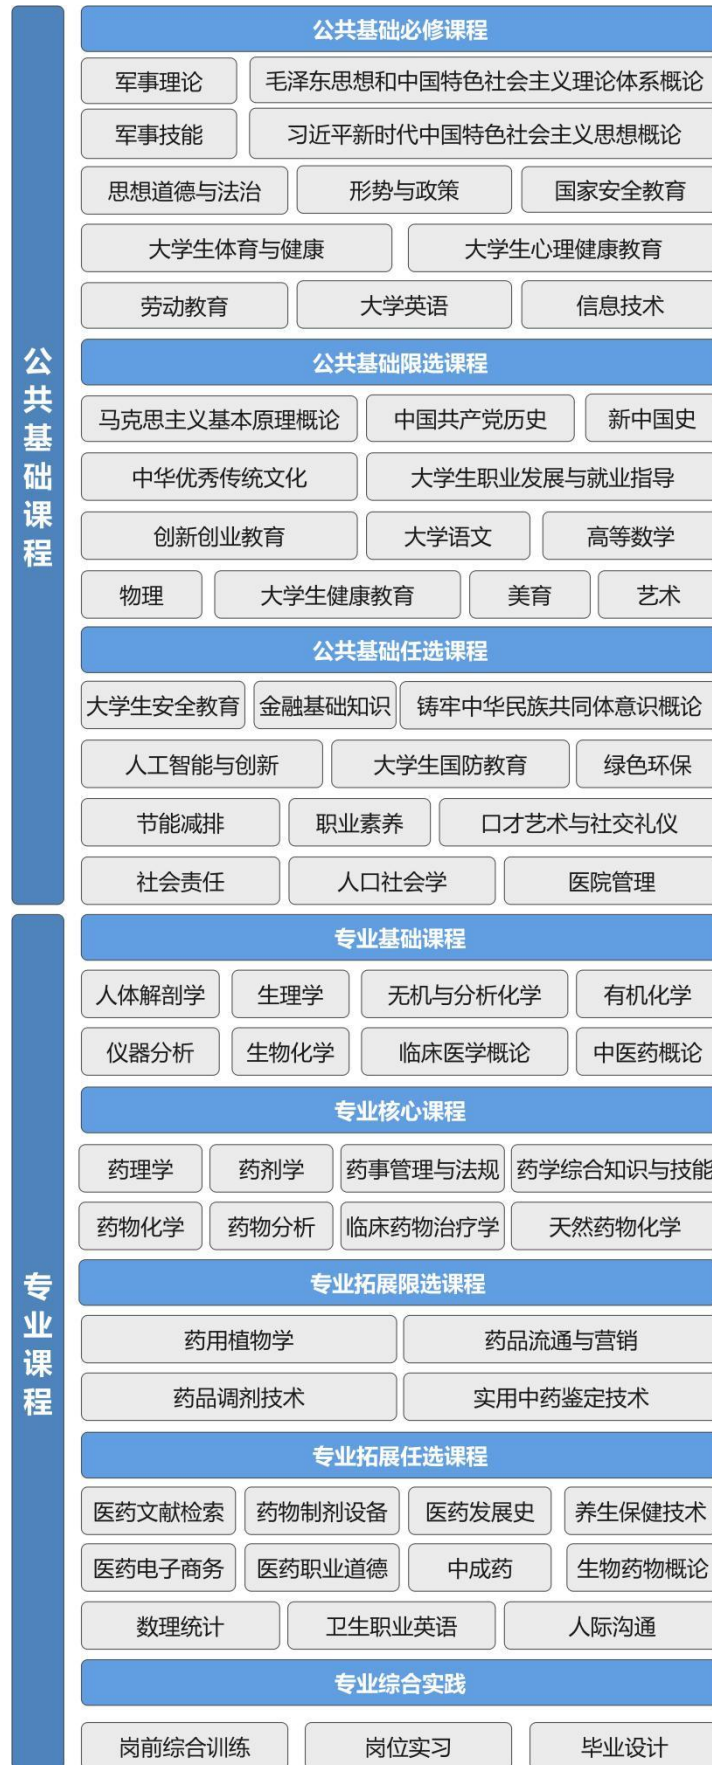 公共基础课程
公共基础必修课程
军事理论 毛泽东思想和中国特色社会主义理论体系概论
军事技能 习近平新时代中国特色社会主义思想概论
思想道德与法治 形势与政策 国家安全教育
大学生体育与健康 大学生心理健康教育
劳动教育 大学英语 信息技术
公共基础限选课程
马克思主义基本原理概论 中国共产党历史 新中国史
中华优秀传统文化 大学生职业发展与就业指导
创新创业教育 大学语文 高等数学
物理 大学生健康教育 美育 艺术
公共基础任选课程
大学生安全教育 金融基础知识 铸牢中华民族共同体意识概论
人工智能与创新 大学生国防教育 绿色环保
节能减排 职业素养 口才艺术与社交礼仪
社会责任 人口社会学 医院管理
专业课程
专业基础课程
人体解剖学 生理学 无机与分析化学 有机化学
仪器分析 生物化学 临床医学概论 中医药概论
专业核心课程
药理学 药剂学 药事管理与法规 药学综合知识与技能
药物化学 药物分析 临床药物治疗学 天然药物化学
专业拓展限选课程
药用植物学 药品流通与营销
药品调剂技术 实用中药鉴定技术
专业拓展任选课程
医药文献检索 药物制剂设备 医药发展史 养生保健技术
医药电子商务 医药职业道德 中成药 生物药物概论
数理统计 卫生职业英语 人际沟通
专业综合实践
岗前综合训练 岗位实习 毕业设计